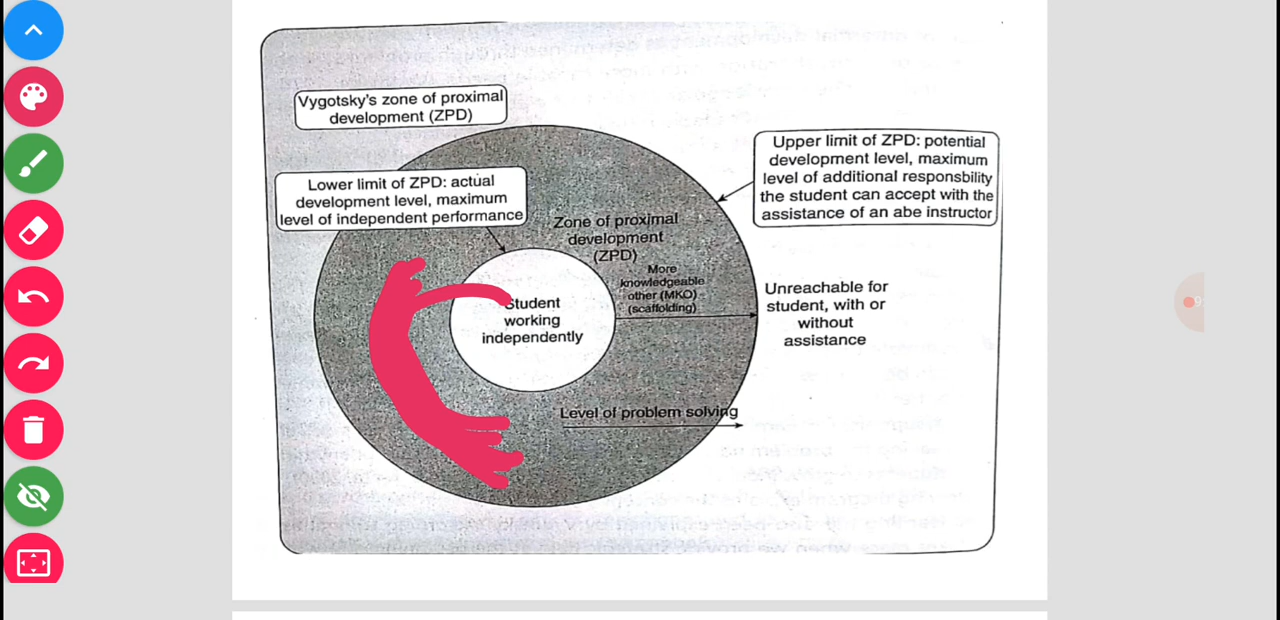 Vygotsky's zone of proximal
development (ZPD)
Lower limit of ZPD: actual
development level, maximum
level of independent performance
Upper limit of ZPD: potential
development level, maximum
level of additional responsbility
the student can accept with the
assistance of an abe instructor
Zone of proximal
development
(ZPD)
More
knowledgeable
other (MKO)
(scaffolding)
Student
working
independently
Unreachable for
student, with or
without
assistance
Level of problem solving